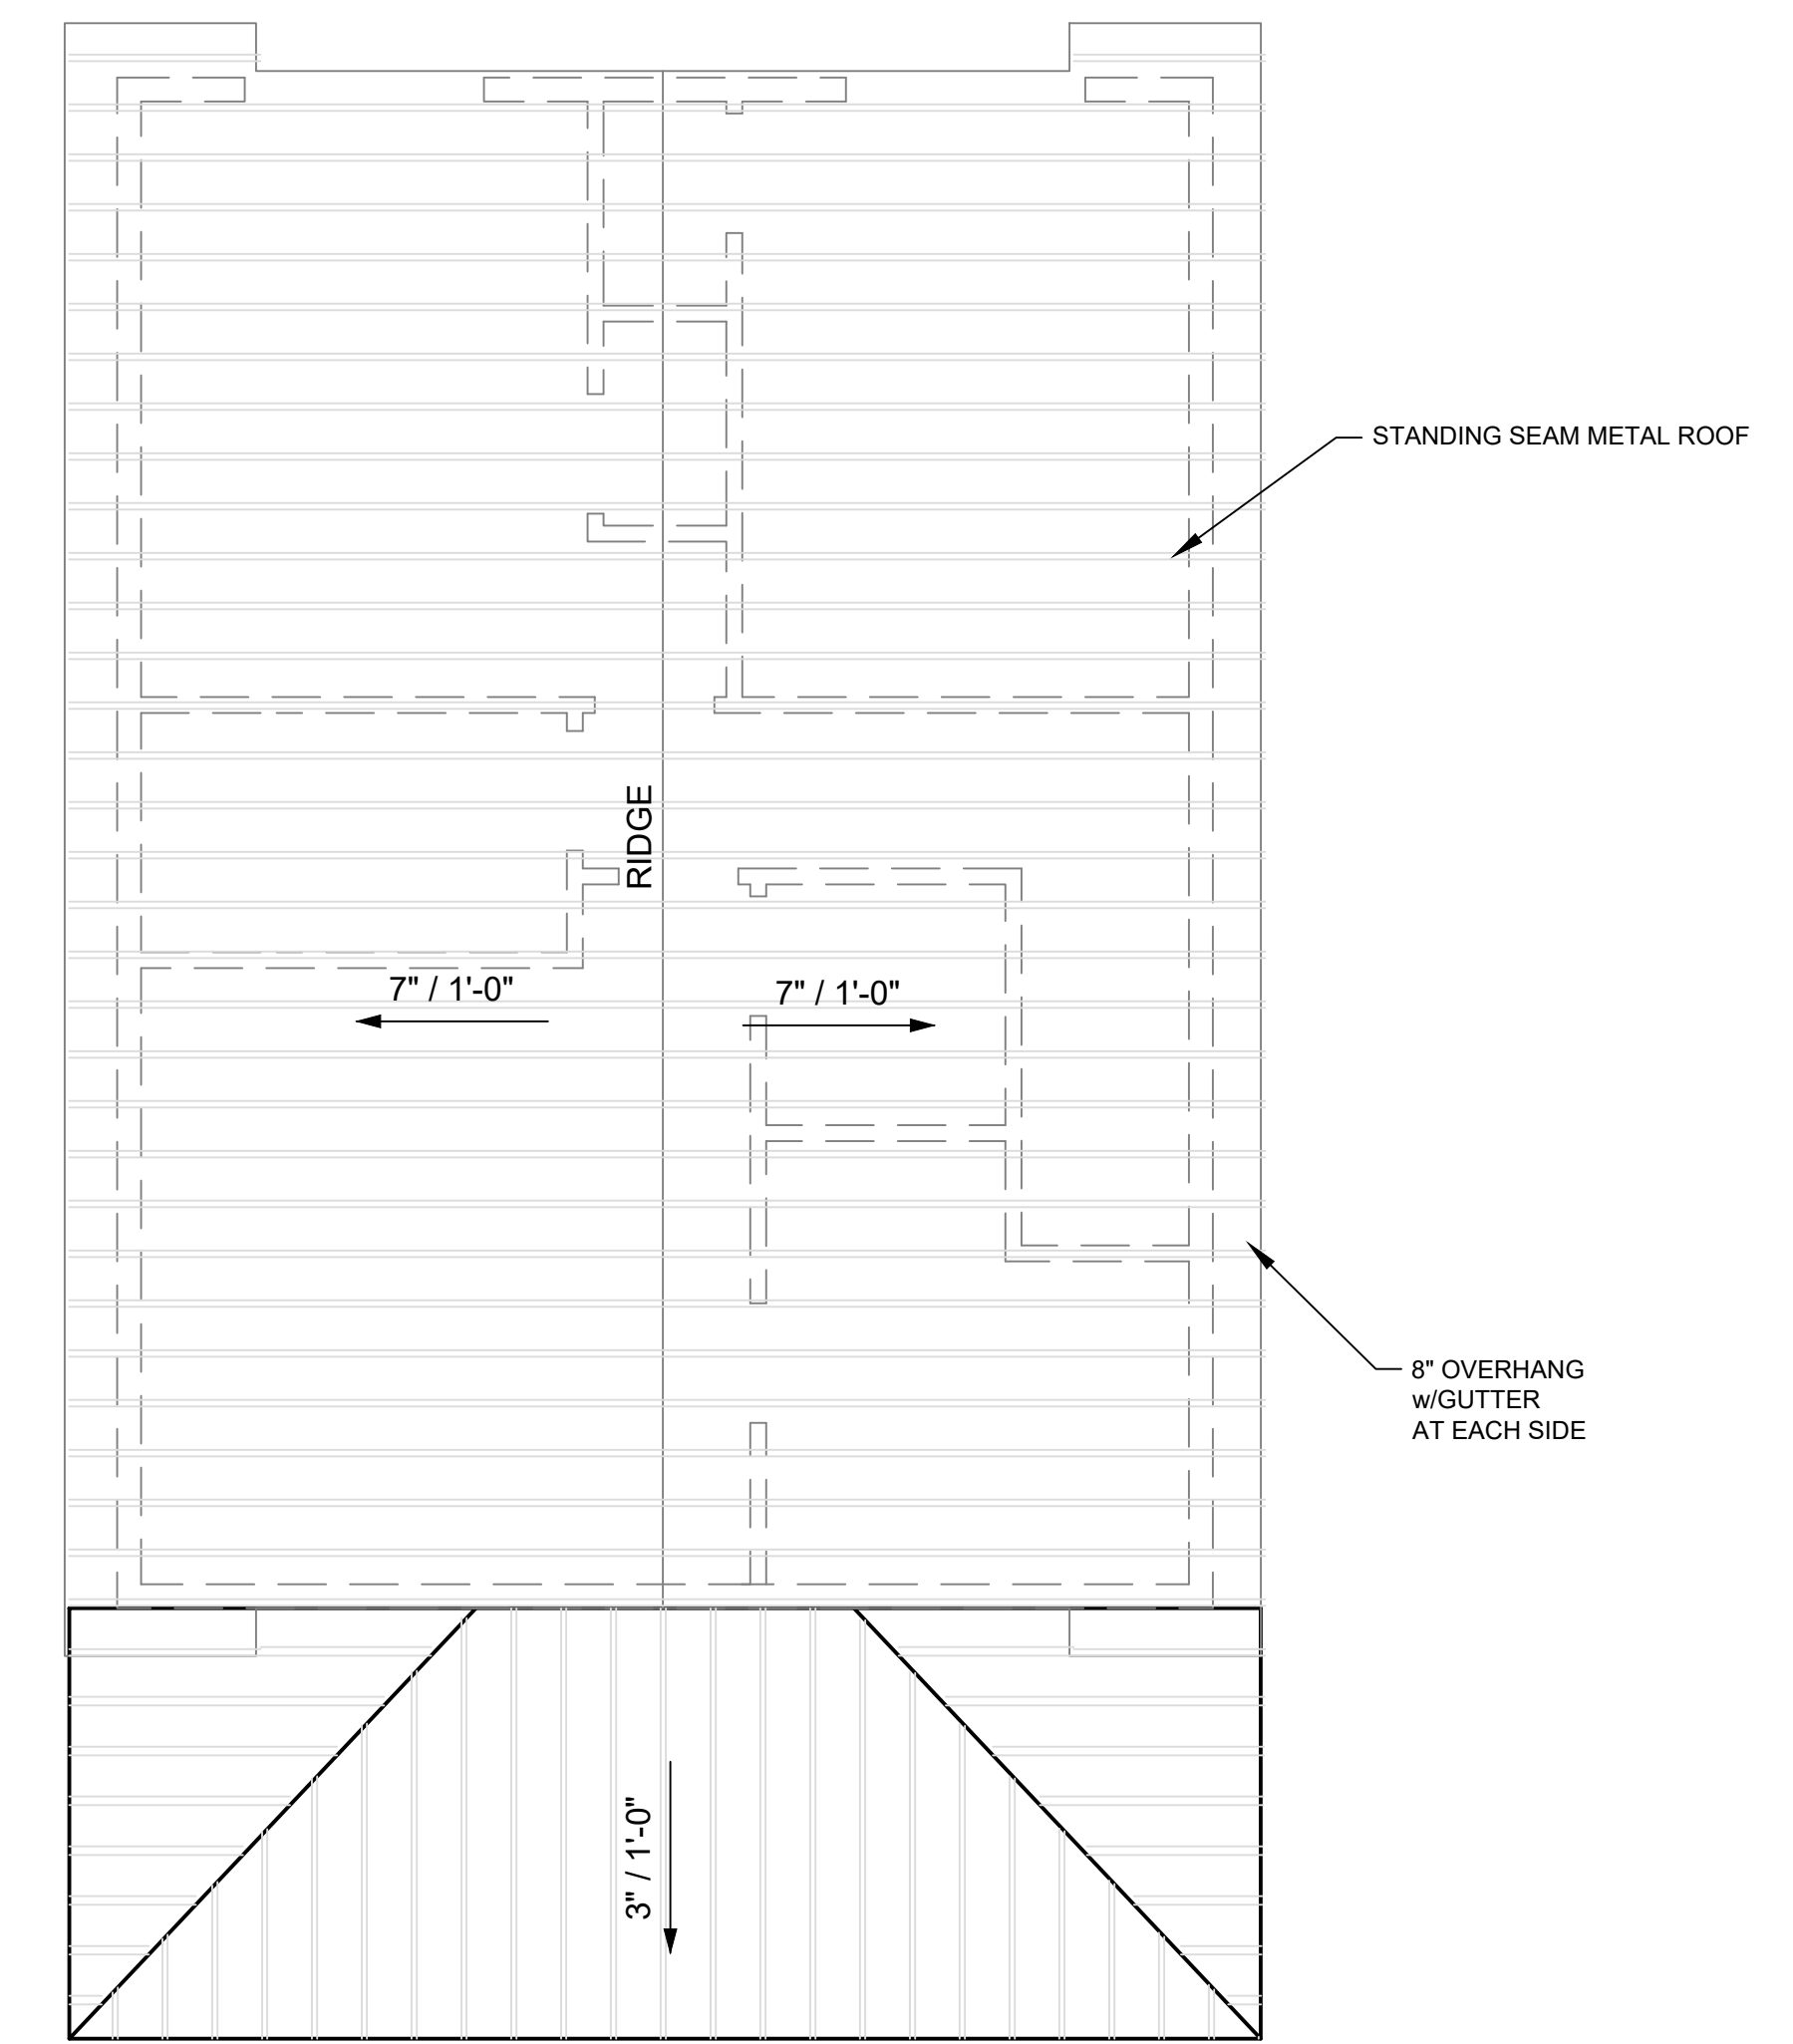 STANDING SEAM METAL ROOF
RIDGE
7" / 1'-0"
7" / 1'-0"
8" OVERHANG
w/GUTTER
AT EACH SIDE
3" / 1'-0"